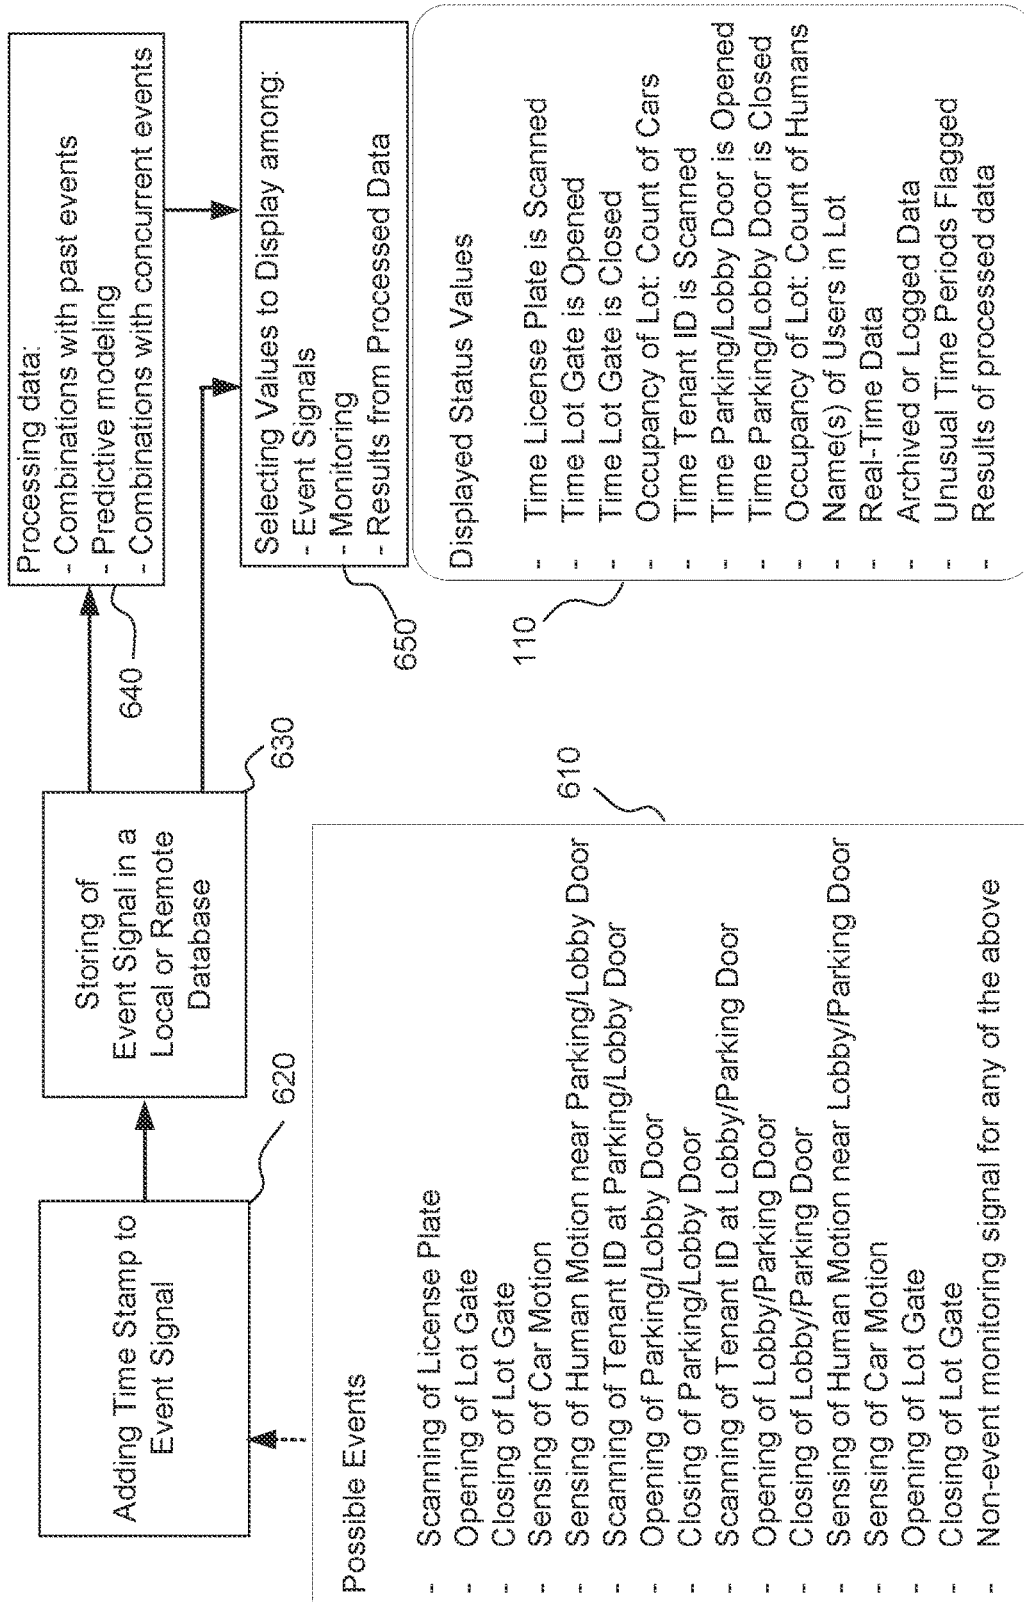 Adding Time Stamp to
Event Signal
620
Storing of
Event Signal in a
Local or Remote
Database
630
Processing data:
- Combinations with past events
- Predictive modeling
- Combinations with concurrent events
640
Selecting Values to Display among:
- Event Signals
- Monitoring
- Results from Processed Data
650
Possible Events
- Scanning of License Plate
- Opening of Lot Gate
- Closing of Lot Gate
- Sensing of Car Motion
- Sensing of Human Motion near Parking/Lobby Door
- Scanning of Tenant ID at Parking/Lobby Door
- Opening of Parking/Lobby Door
- Closing of Parking/Lobby Door
- Scanning of Tenant ID at Lobby/Parking Door
- Opening of Lobby/Parking Door
- Closing of Lobby/Parking Door
- Sensing of Human Motion near Lobby/Parking Door
- Sensing of Car Motion
- Opening of Lot Gate
- Closing of Lot Gate
- Non-event monitoring signal for any of the above
610
Displayed Status Values
- Time License Plate is Scanned
- Time Lot Gate is Opened
- Time Lot Gate is Closed
- Occupancy of Lot: Count of Cars
- Time Tenant ID is Scanned
- Time Parking/Lobby Door is Opened
- Time Parking/Lobby Door is Closed
- Occupancy of Lot: Count of Humans
- Name(s) of Users in Lot
- Real-Time Data
- Archived or Logged Data
- Unusual Time Periods Flagged
- Results of processed data
110